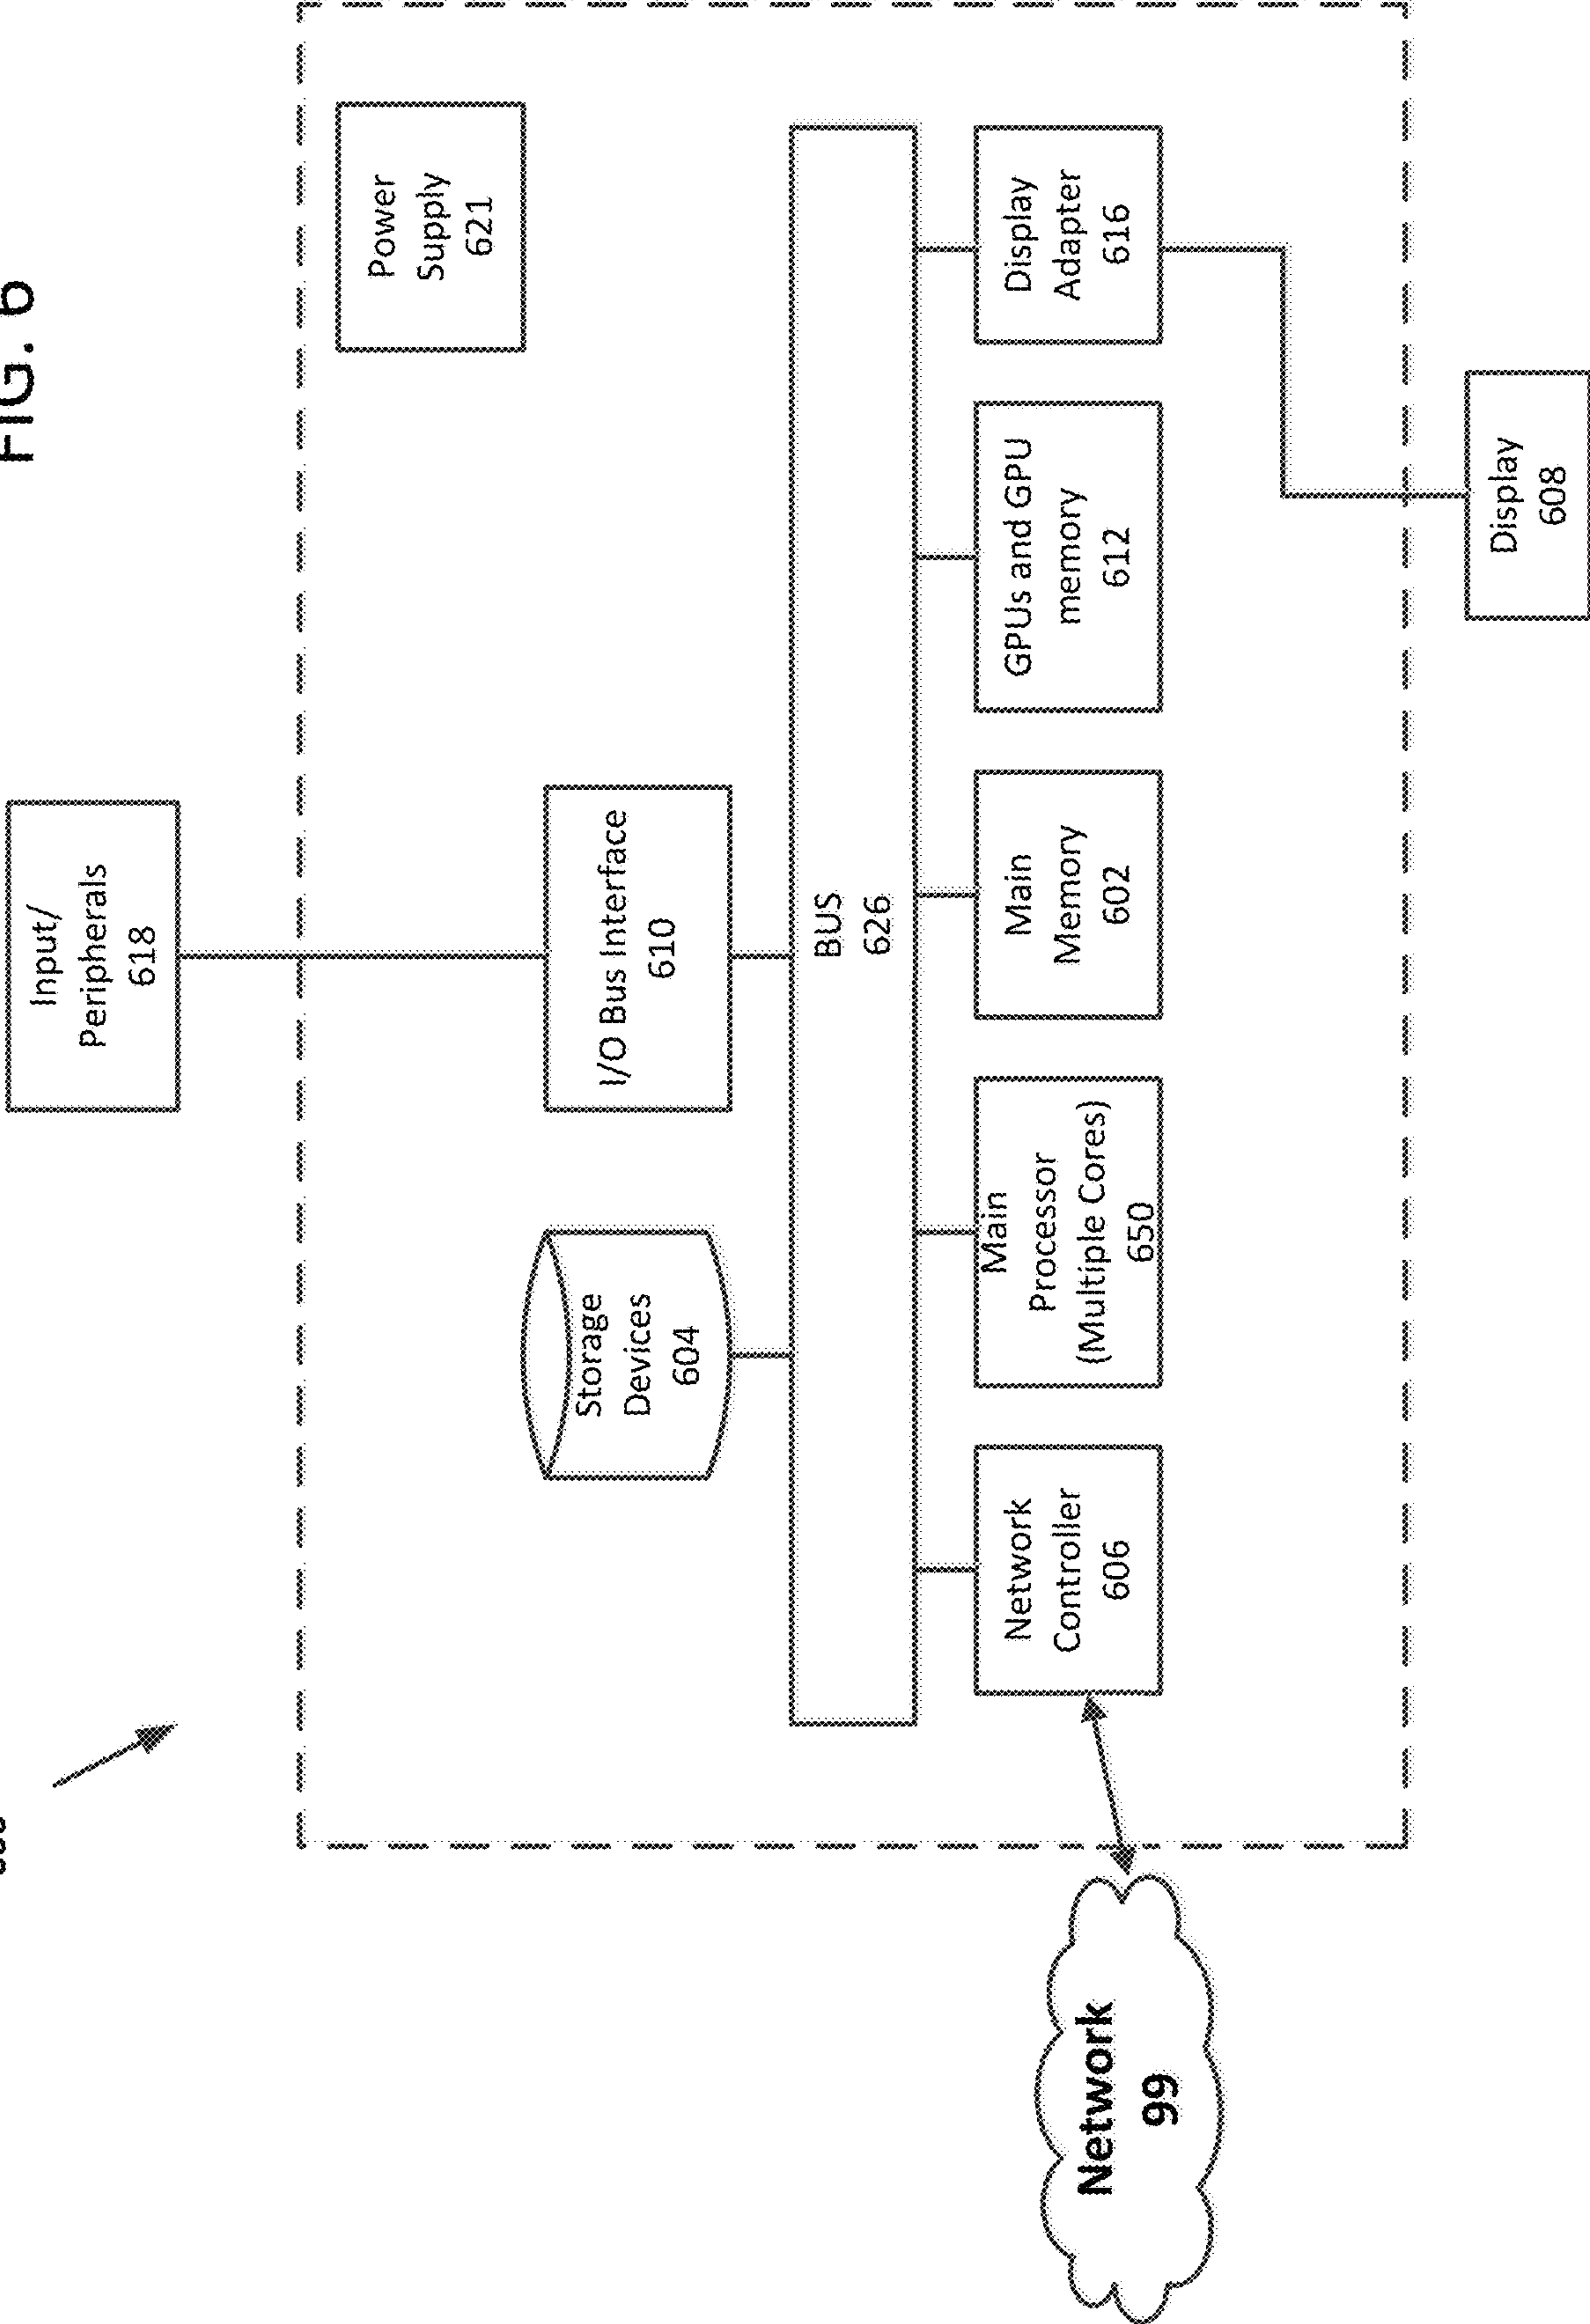 FIG. 6
Input/
Peripherals
618
Power
Supply
621
Storage
Devices
604
I/O Bus Interface
610
BUS
626
Network
Controller
606
Main
Processor
(Multiple Cores)
650
Main
Memory
602
GPUs and GPU
memory
612
Display
Adapter
616
Network
99
Display
608